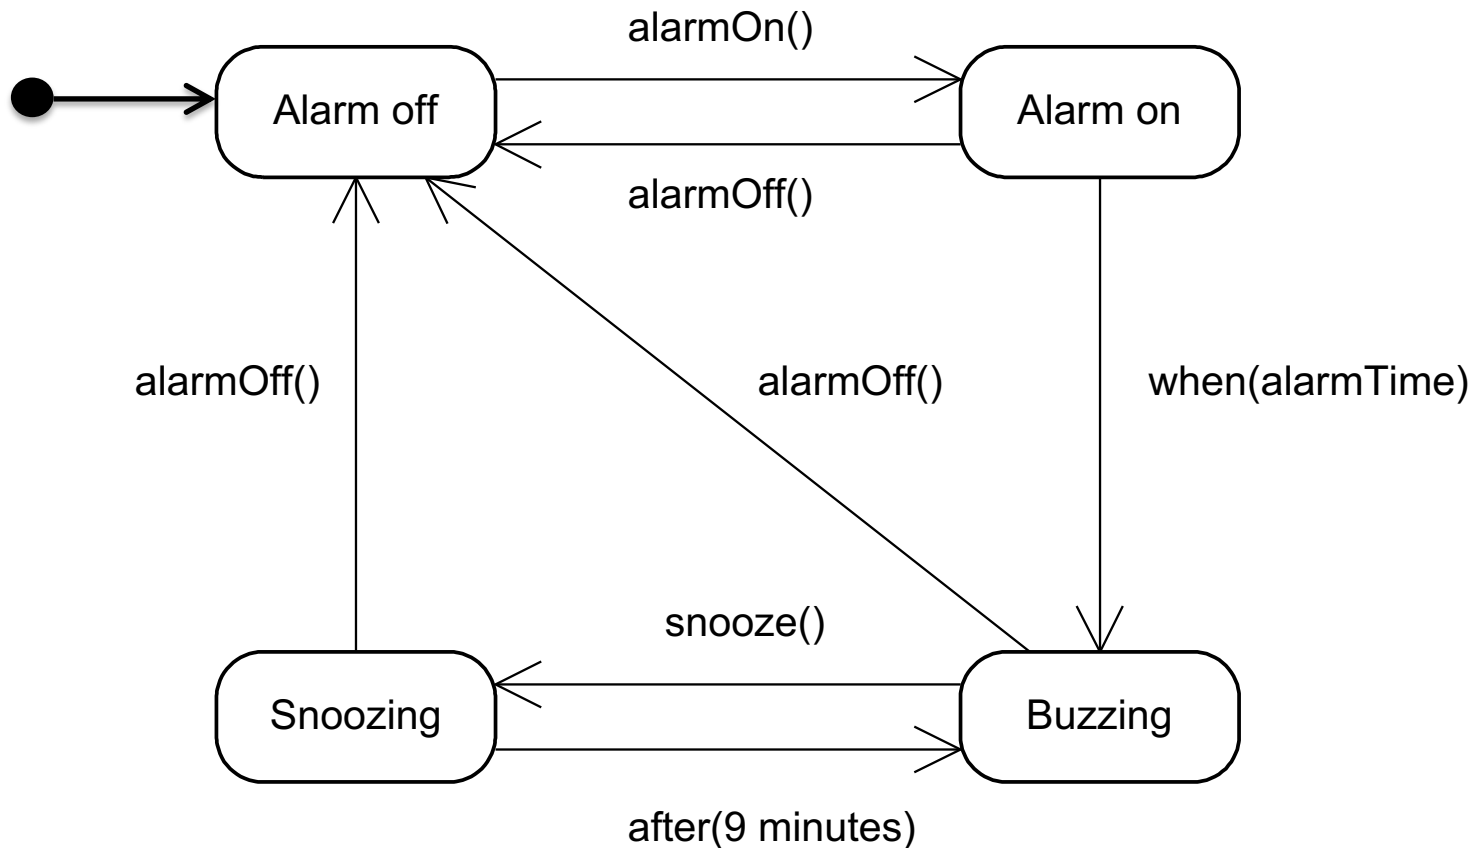 alarmOn()
Alarm off
Alarm on
alarmOff()
alarmOff()
alarmOff()
when(alarmTime)
snooze()
Snoozing
Buzzing
after(9 minutes)